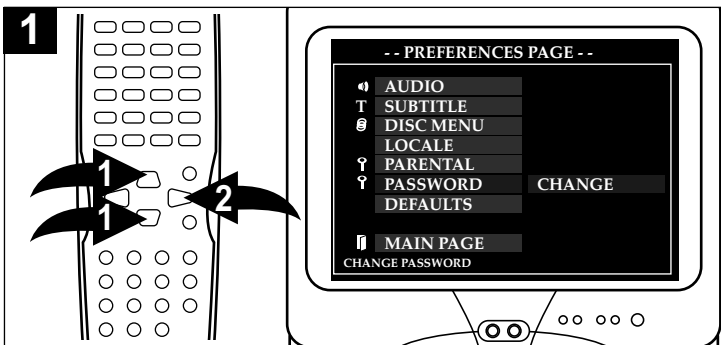 1
- - PREFERENCES PAGE - -
AUDIO
T SUBTITLE
DISC MENU
LOCALE
PARENTAL
PASSWORD CHANGE
DEFAULTS
MAIN PAGE
CHANGE PASSWORD
1
2
1